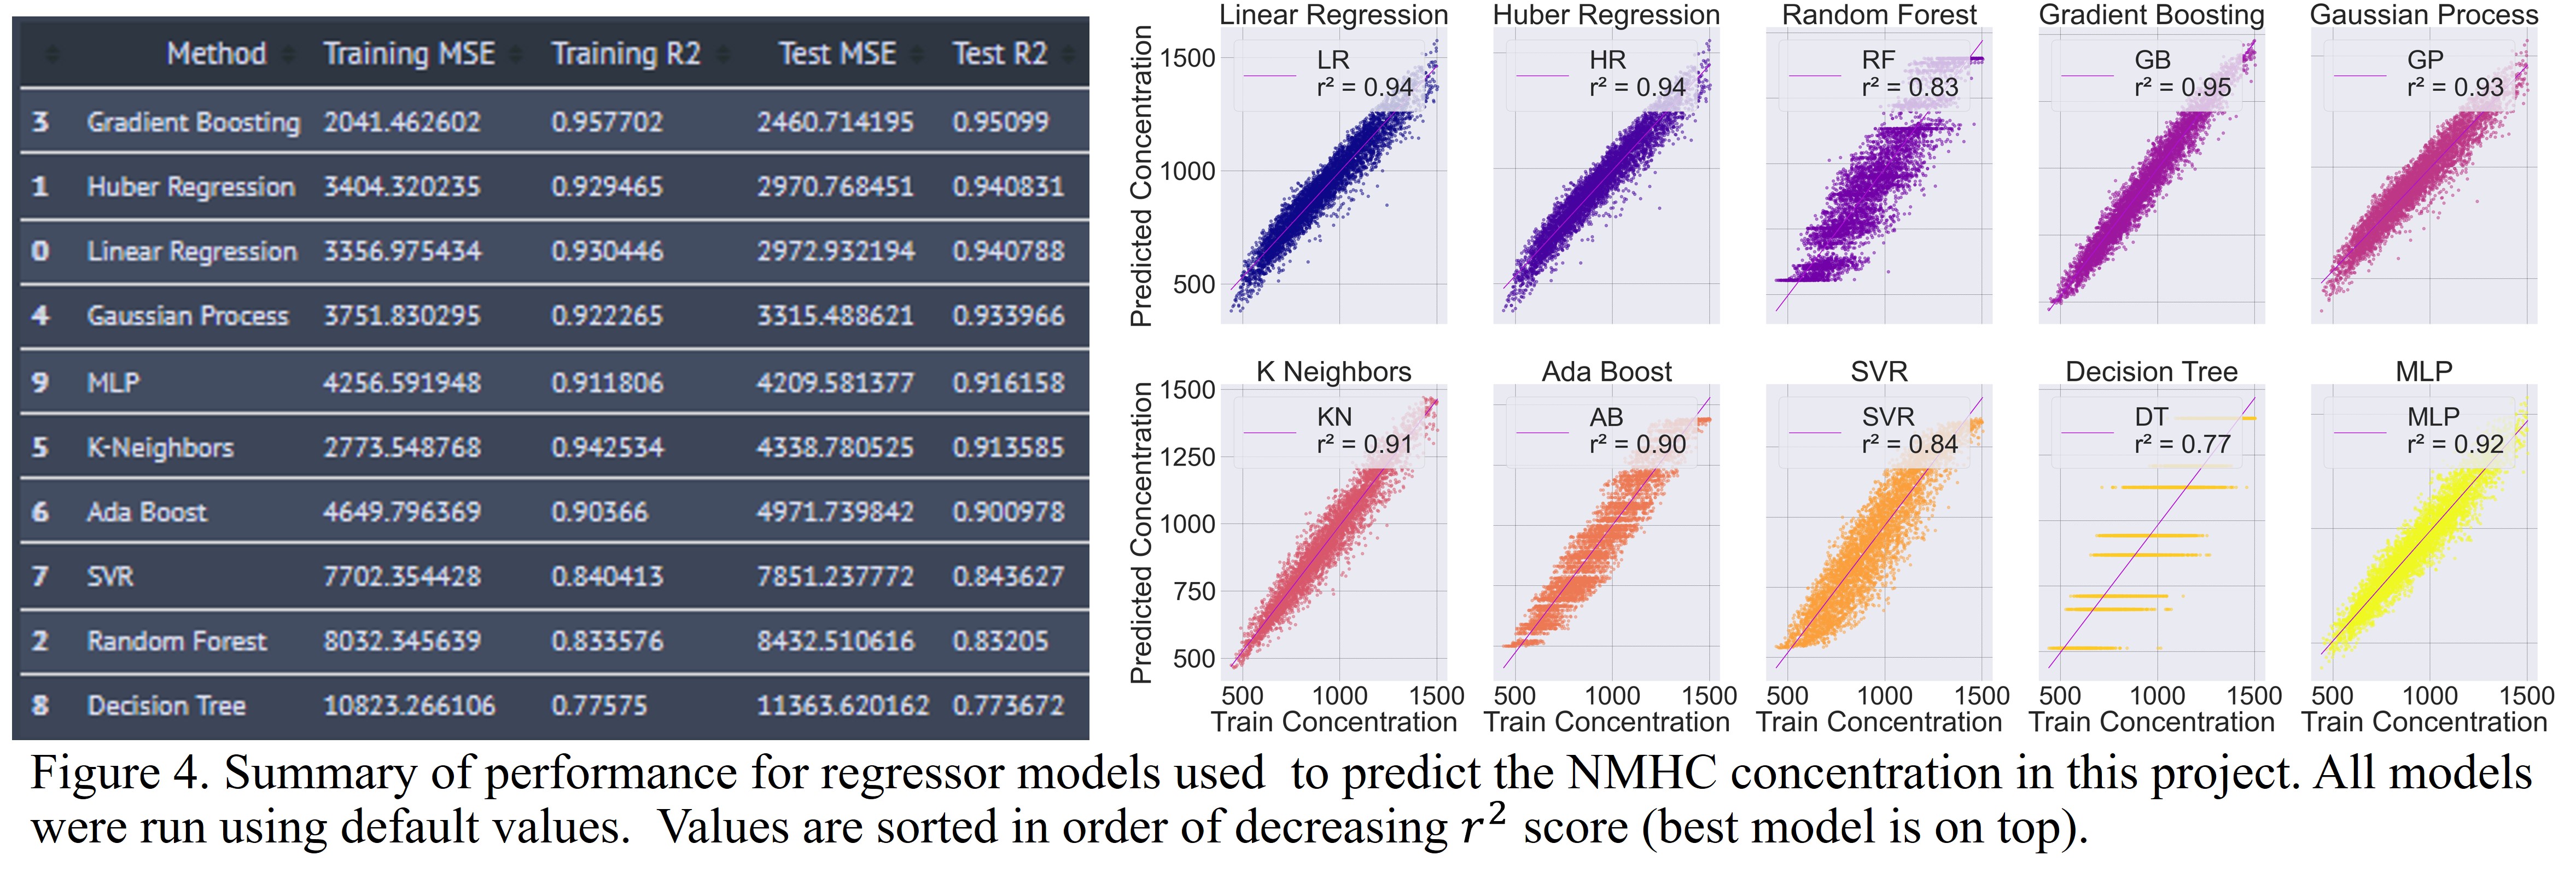 Method Training MSE Training R2 Test MSE Test R2
3 Gradient Boosting 2041.462602 0.957702 2460.714195 0.95099
1 Huber Regression 3404.320235 0.929465 2970.768451 0.940831
0 Linear Regression 3356.975434 0.930446 2972.932194 0.940788
4 Gaussian Process 3751.830295 0.922265 3315.488621 0.933966
9 MLP 4256.591948 0.911806 4209.581377 0.916158
5 K-Neighbors 2773.548768 0.942534 4338.780525 0.913585
6 Ada Boost 4649.796369 0.90366 4971.739842 0.900978
7 SVR 7702.354428 0.840413 7851.237772 0.843627
2 Random Forest 8032.345639 0.833576 8432.510616 0.83205
8 Decision Tree 10823.266106 0.77575 11363.620162 0.773672
Linear Regression Huber Regression Random Forest Gradient Boosting Gaussian Process
LR HR RF GB GP
r² = 0.94 r² = 0.94 r² = 0.83 r² = 0.95 r² = 0.93
Predicted Concentration
1500
1000
500
K Neighbors Ada Boost SVR Decision Tree MLP
KN AB SVR DT MLP
r² = 0.91 r² = 0.90 r² = 0.84 r² = 0.77 r² = 0.92
Predicted Concentration
1500
1250
1000
750
500
500 1000 1500 500 1000 1500 500 1000 1500 500 1000 1500 500 1000 1500
Train Concentration Train Concentration Train Concentration Train Concentration Train Concentration
Figure 4. Summary of performance for regressor models used to predict the NMHC concentration in this project. All models
were run using default values. Values are sorted in order of decreasing r² score (best model is on top).